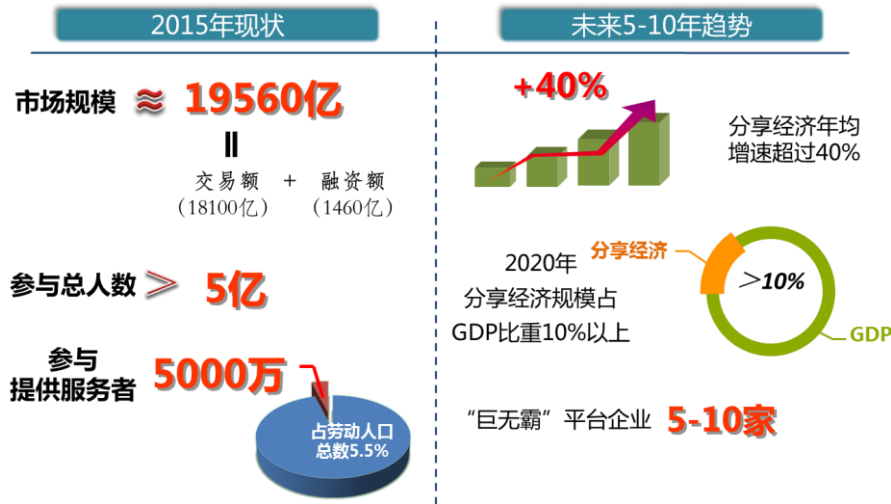 2015年现状
市场规模 ≈ 19560亿
=
交易额 + 融资额
(18100亿) (1460亿)
参与总人数 > 5亿
参与
提供服务者 5000万
占劳动人口
总数5.5%
未来5-10年趋势
+40%
分享经济年均
增速超过40%
2020年
分享经济规模占
GDP比重10%以上
分享经济
>10%
GDP
“巨无霸”平台企业 5-10家